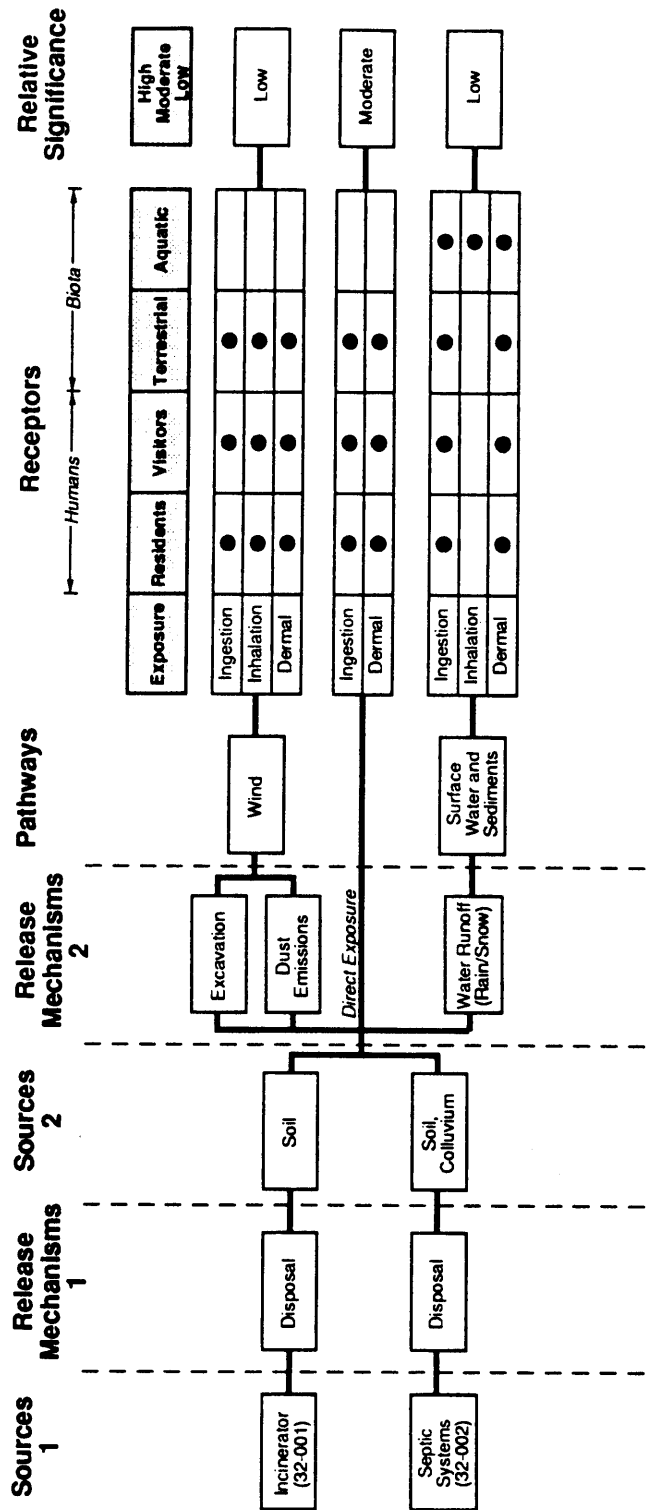 Sources
1
Release
Mechanisms
1
Sources
2
Release
Mechanisms
2
Pathways
Receptors
Relative
Significance
Humans
Biota
Exposure
Residents
Visitors
Terrestrial
Aquatic
High
Moderate
Low
Incinerator
(32-001)
Disposal
Soil
Excavation
Dust
Emissions
Wind
Ingestion
Inhalation
Dermal
Low
Direct Exposure
Ingestion
Dermal
Moderate
Septic
Systems
(32-002)
Disposal
Soil,
Colluvium
Water Runoff
(Rain/Snow)
Surface
Water and
Sediments
Ingestion
Inhalation
Dermal
Low